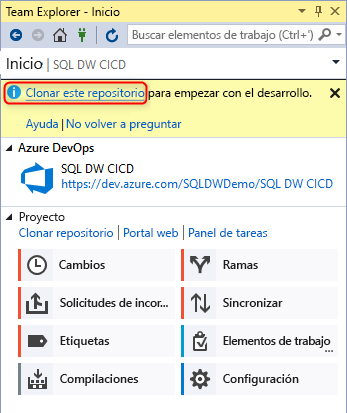 Team Explorer - Inicio
Buscar elementos de trabajo (Ctrl+')
Inicio | SQL DW CICD
Clonar este repositorio para empezar con el desarrollo.
Ayuda | No volver a preguntar
Azure DevOps
SQL DW CICD
https://dev.azure.com/SQLDWDemo/SQL DW CICD
Proyecto
Clonar repositorio | Portal web | Panel de tareas
Cambios
Ramas
Solicitudes de incor...
Sincronizar
Etiquetas
Elementos de trabajo
Compilaciones
Configuración